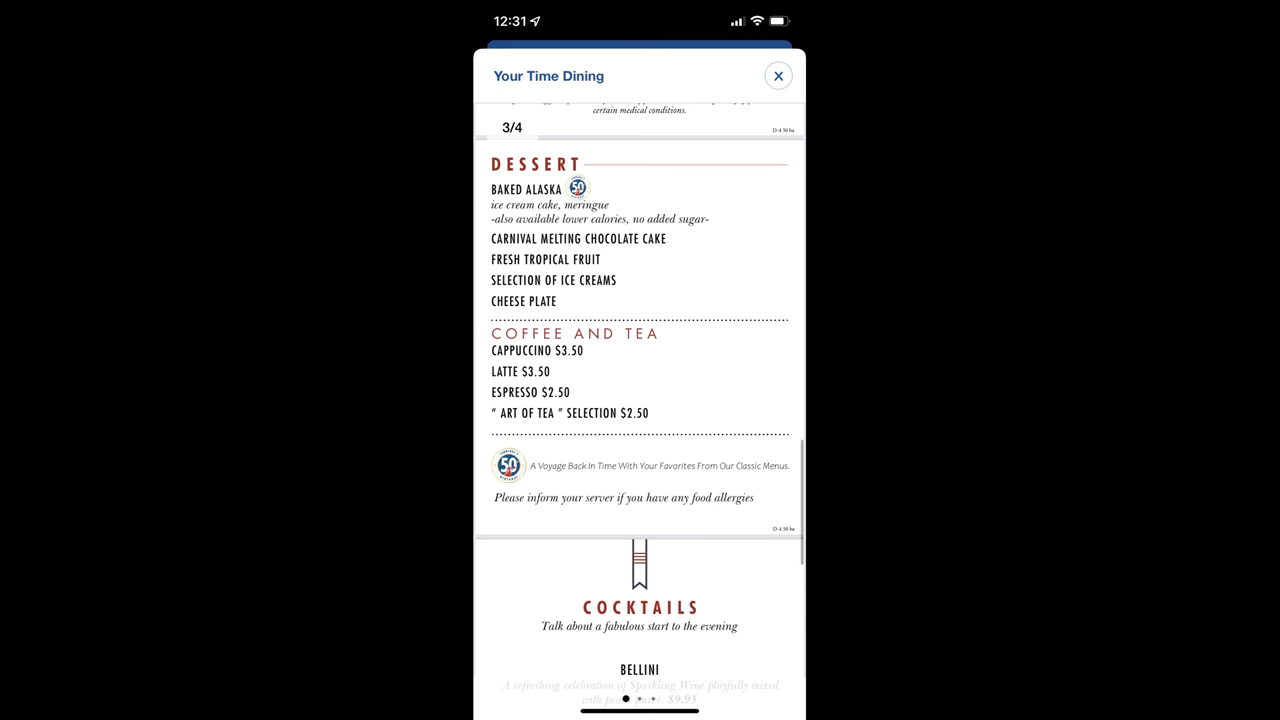 12:31
Your Time Dining
certain medical conditions.
3/4
D-4 50 ba
DESSERT
BAKED ALASKA 50
ice cream cake, meringue
-also available lower calories, no added sugar-
CARNIVAL MELTING CHOCOLATE CAKE
FRESH TROPICAL FRUIT
SELECTION OF ICE CREAMS
CHEESE PLATE
COFFEE AND TEA
CAPPUCCINO $3.50
LATTE $3.50
ESPRESSO $2.50
“ ART OF TEA ” SELECTION $2.50
50 A Voyage Back In Time With Your Favorites From Our Classic Menus.
Please inform your server if you have any food allergies
D-4 50 ba
COCKTAILS
Talk about a fabulous start to the evening
BELLINI
A refreshing celebration of Sparkling Wine playfully mixed
with $9.95